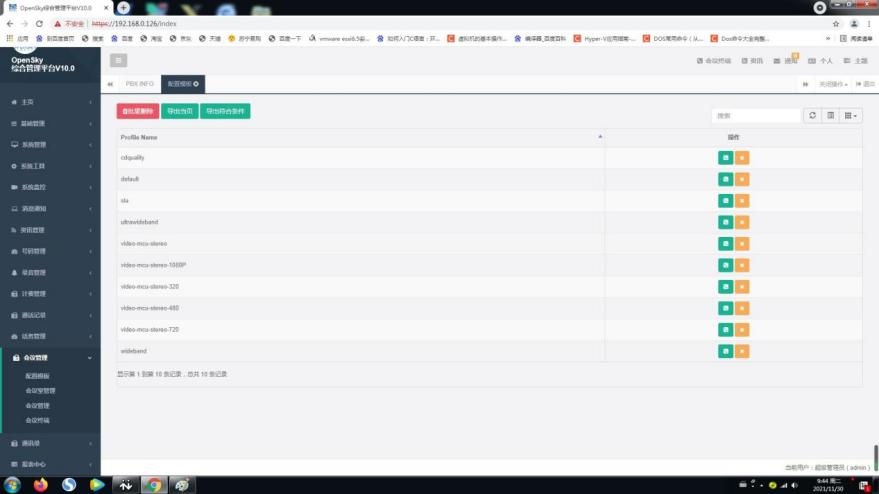 OpenSky综合管理平台V10.0
不安全 | https://192.168.0.126/index
应用 百度 淘宝 京东 天猫 苏宁易购 百度一下 vmware esxi6.5安... 如何入门C语言：开... 虚拟机的基本操作... 编译器_百度百科 Hyper-V应用指南-... DOS常用命令 ( 从... Dos命令大全完整... 阅读清单
OpenSky
综合管理平台V10.0
会议终端 资讯 通知 个人 主题
PBX INFO 配置模板 关闭操作 退出
主页
基础管理
系统管理
系统工具
系统监控
消息通知
资讯管理
号码管理
录音管理
计费管理
通话记录
话务管理
会议管理
配置模板
会议室管理
会议管理
会议终端
通讯录
报表中心
批量删除 导出当页 导出符合条件
搜索
Profile Name 操作
cdquality
default
sla
ultrawideband
video-mcu-stereo
video-mcu-stereo-1080P
video-mcu-stereo-320
video-mcu-stereo-480
video-mcu-stereo-720
wideband
显示第 1 到第 10 条记录，总共 10 条记录
当前用户：超级管理员 ( admin )
9:44 周二
2021/11/30